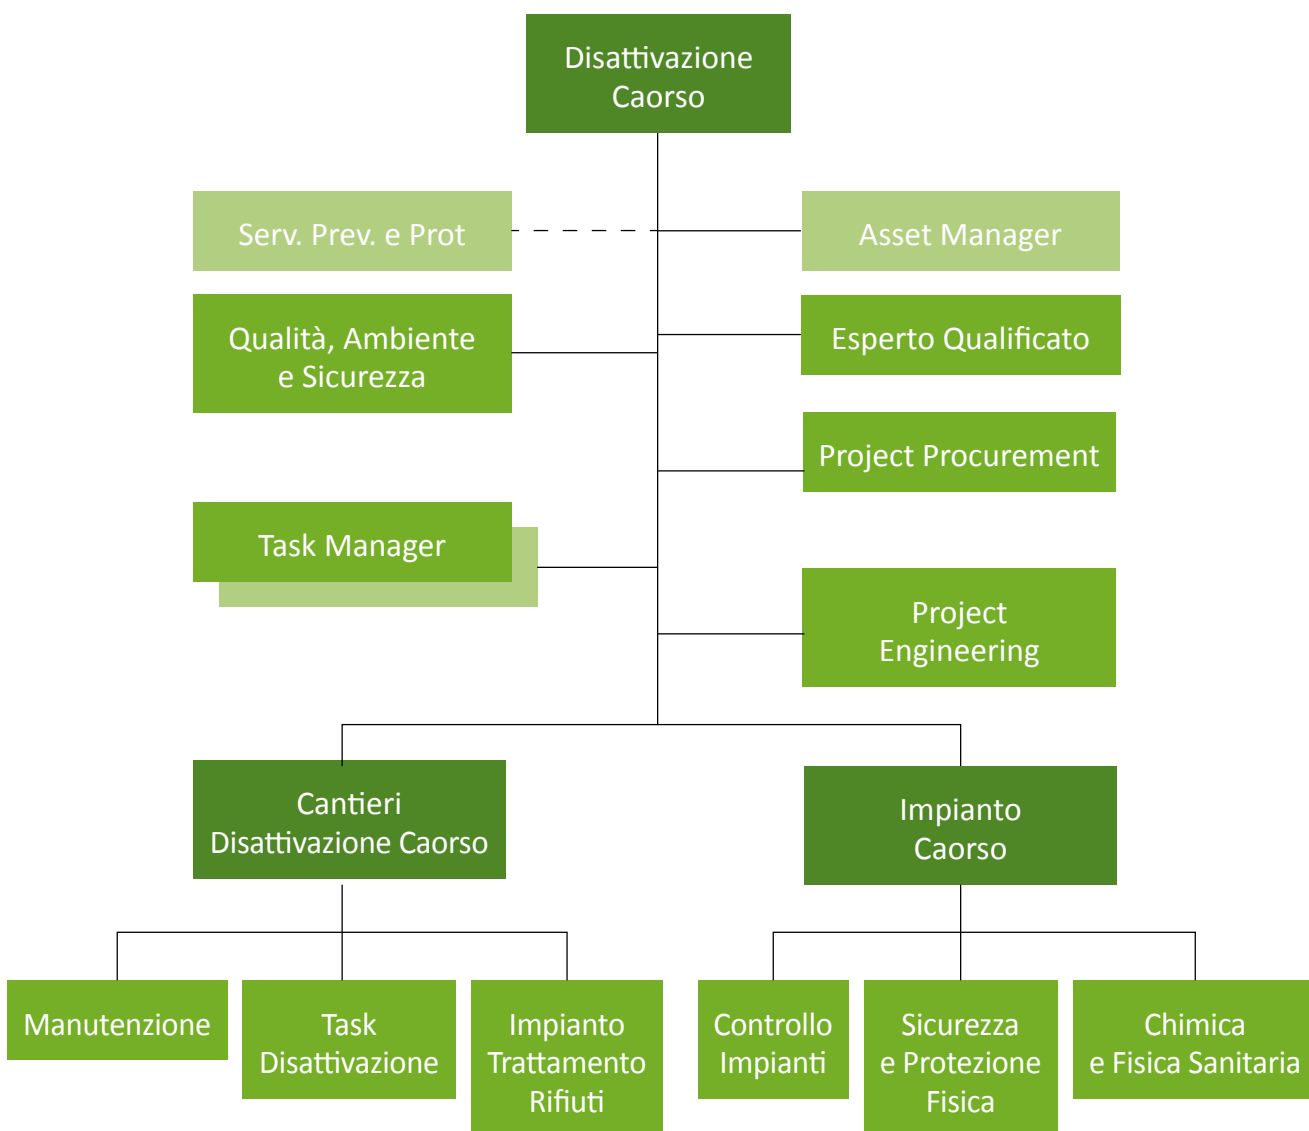 Disattivazione
Caorso
Serv. Prev. e Prot
Asset Manager
Qualità, Ambiente
e Sicurezza
Esperto Qualificato
Project Procurement
Task Manager
Project
Engineering
Cantieri
Disattivazione Caorso
Impianto
Caorso
Manutenzione
Task
Disattivazione
Impianto
Trattamento
Rifiuti
Controllo
Impianti
Sicurezza
e Protezione
Fisica
Chimica
e Fisica Sanitaria